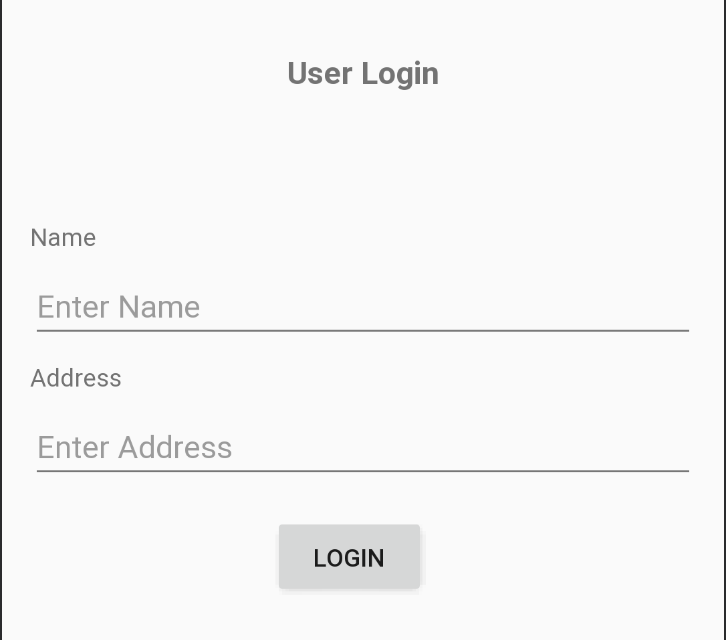 User Login
Name
Enter Name
Address
Enter Address
LOGIN